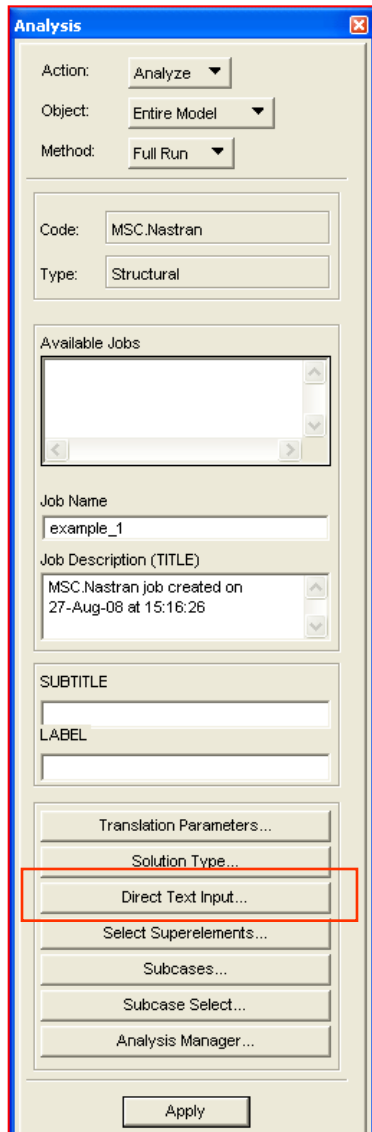 Analysis
Action: Analyze
Object: Entire Model
Method: Full Run
Code: MSC.Nastran
Type: Structural
Available Jobs
Job Name
example_1
Job Description (TITLE)
MSC.Nastran job created on
27-Aug-08 at 15:16:26
SUBTITLE
LABEL
Translation Parameters...
Solution Type...
Direct Text Input...
Select Superelements...
Subcases...
Subcase Select...
Analysis Manager...
Apply